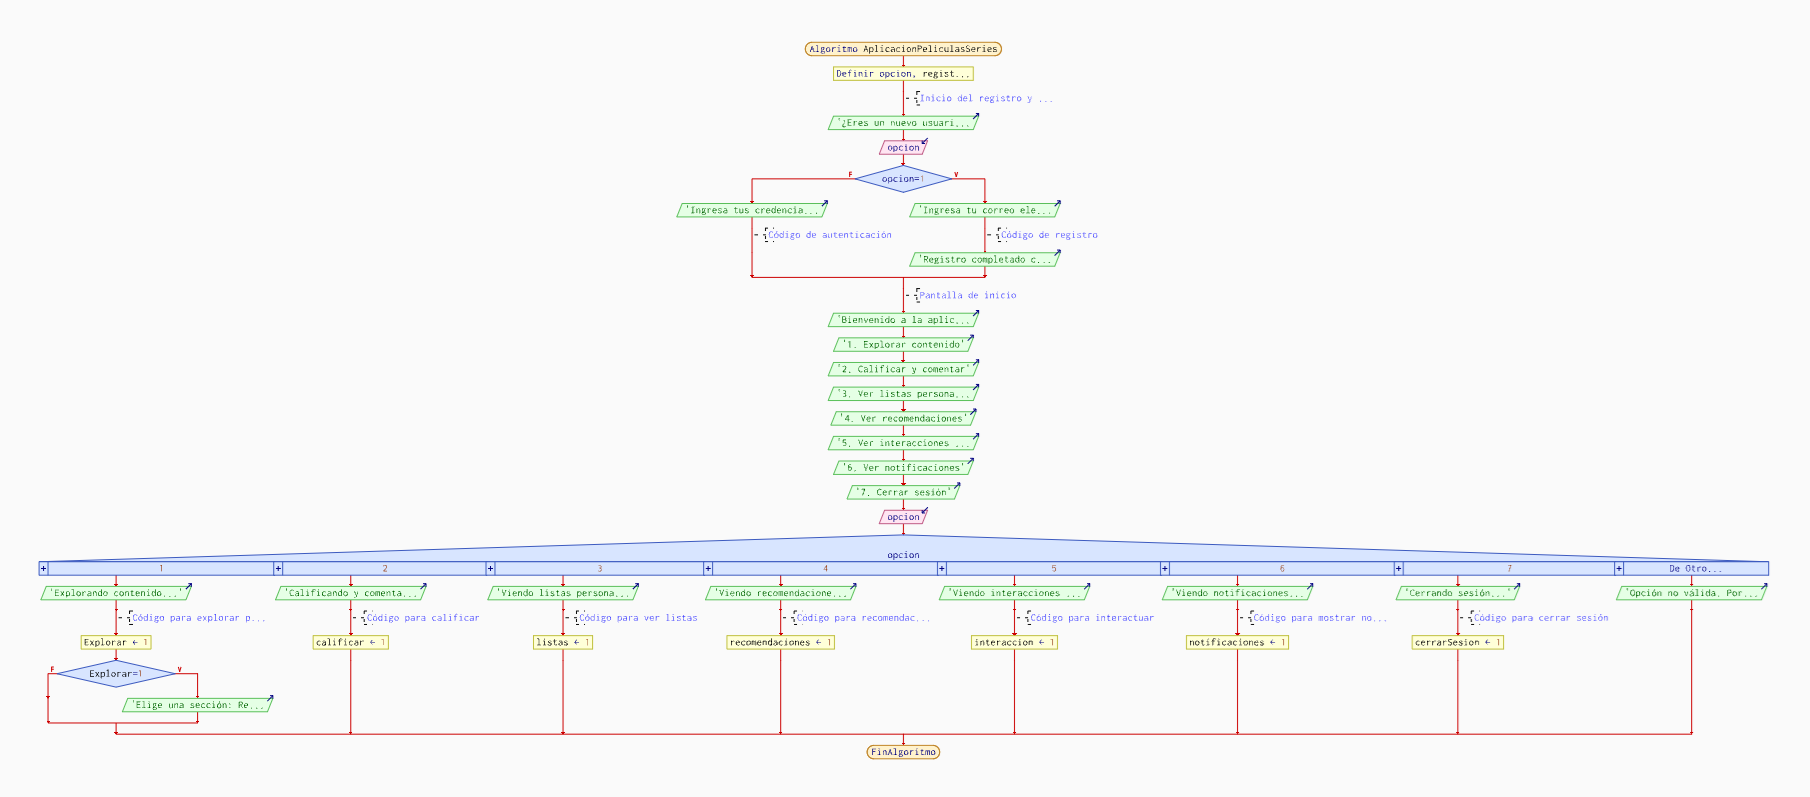 Algoritmo AplicacionPeliculasSeries
Definir opcion, regist...
Inicio del registro y ...
'¿Eres un nuevo usuari...
opcion
F
opcion=1
V
'Ingresa tus credencia...
'Ingresa tu correo ele...
Código de autenticación
Código de registro
'Registro completado c...
Pantalla de inicio
'Bienvenido a la aplic...
'1. Explorar contenido'
'2. Calificar y comentar'
'3. Ver listas persona...
'4. Ver recomendaciones'
'5. Ver interacciones ...
'6. Ver notificaciones'
'7. Cerrar sesión'
opcion
opcion
+ 1 + 2 + 3 + 4 + 5 + 6 + 7 + De Otro...
'Explorando contenido...'
'Calificando y comenta...
'Viendo listas persona...
'Viendo recomendacione...
'Viendo interacciones ...
'Viendo notificaciones...
'Cerrando sesión...'
'Opción no válida. Por...
Código para explorar p...
Código para calificar
Código para ver listas
Código para recomendac...
Código para interactuar
Código para mostrar no...
Código para cerrar sesión
Explorar ← 1
calificar ← 1
listas ← 1
recomendaciones ← 1
interaccion ← 1
notificaciones ← 1
cerrarSesion ← 1
F
Explorar=1
V
'Elige una sección: Re...
FinAlgoritmo